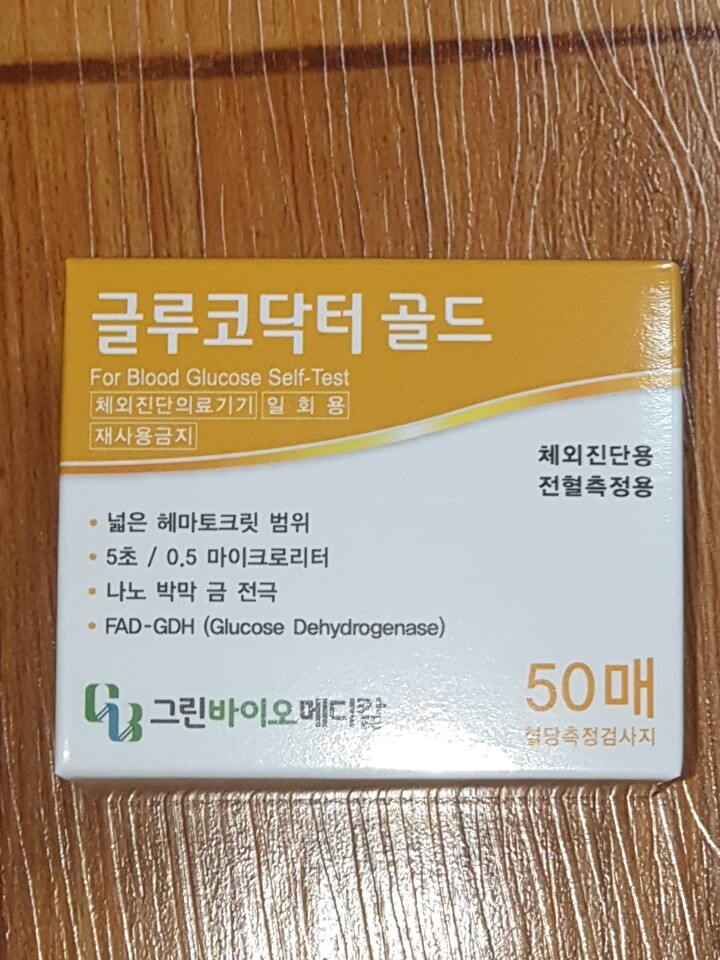 글루코닥터 골드
For Blood Glucose Self-Test
체외진단의료기기 일 회 용
재사용금지
체외진단용
전혈측정용
• 넓은 헤마토크릿 범위
• 5초 / 0.5 마이크로리터
• 나노 박막 금 전극
• FAD-GDH (Glucose Dehydrogenase)
그린바이오메디칼
50매
혈당측정검사지